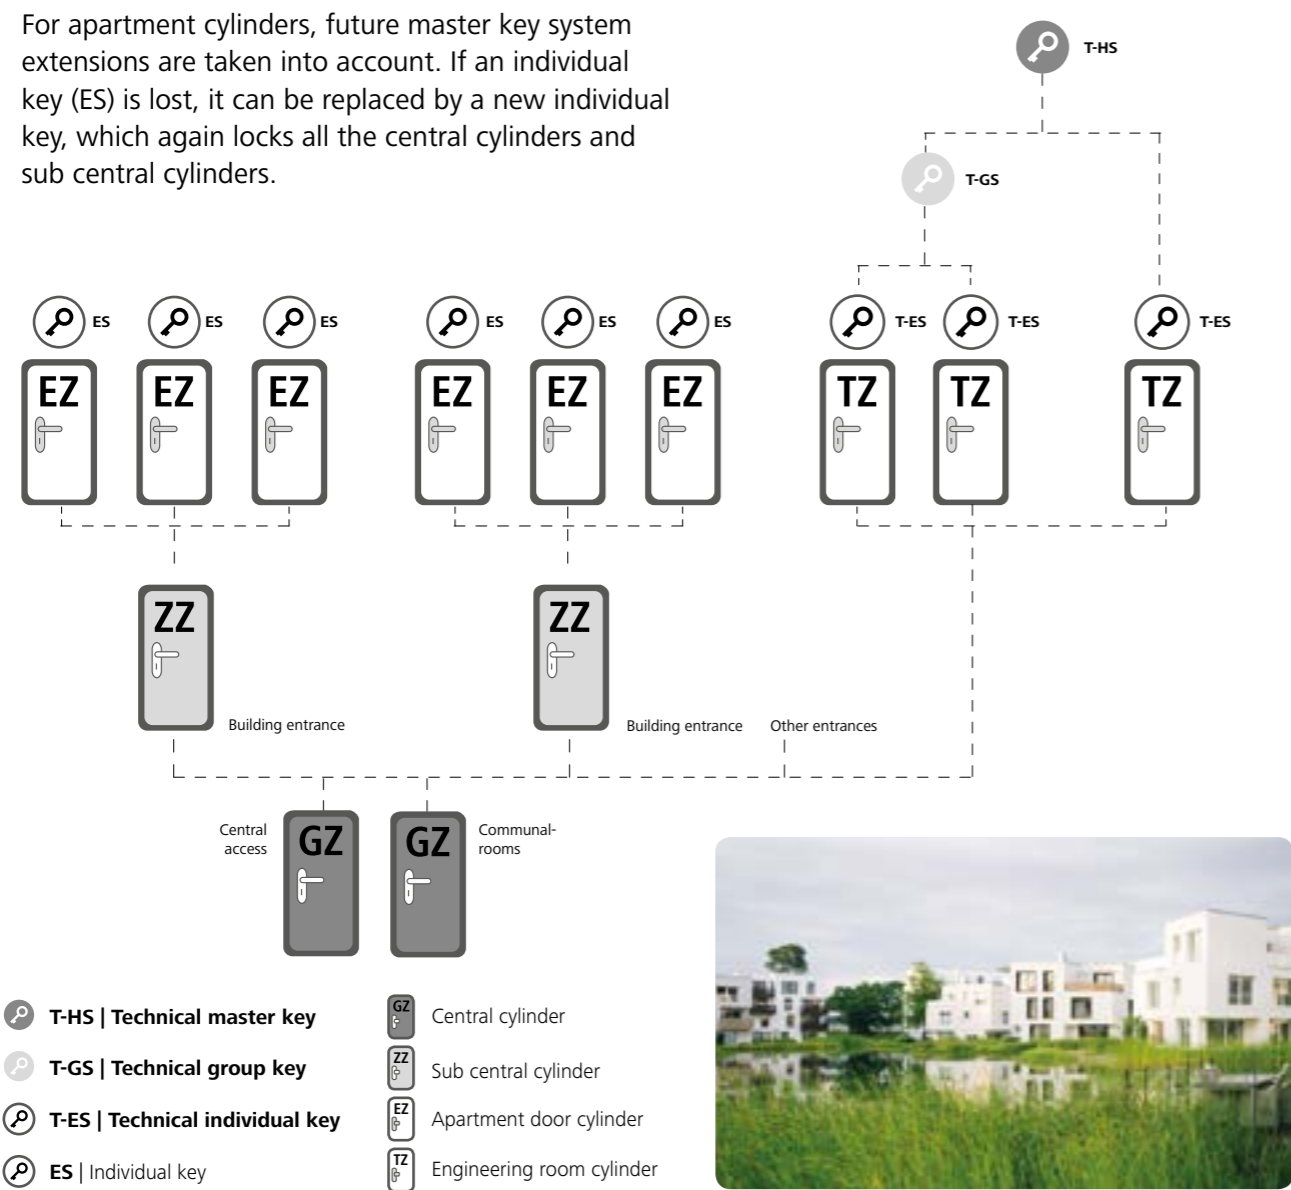 For apartment cylinders, future master key system
extensions are taken into account. If an individual
key (ES) is lost, it can be replaced by a new individual
key, which again locks all the central cylinders and
sub central cylinders.
T-HS
T-GS
ES ES ES ES ES ES T-ES T-ES T-ES
EZ EZ EZ EZ EZ EZ TZ TZ TZ
ZZ ZZ
Building entrance Building entrance Other entrances
Central
access
GZ GZ
Communal-
rooms
T-HS | Technical master key
T-GS | Technical group key
T-ES | Technical individual key
ES | Individual key
GZ Central cylinder
ZZ Sub central cylinder
EZ Apartment door cylinder
TZ Engineering room cylinder